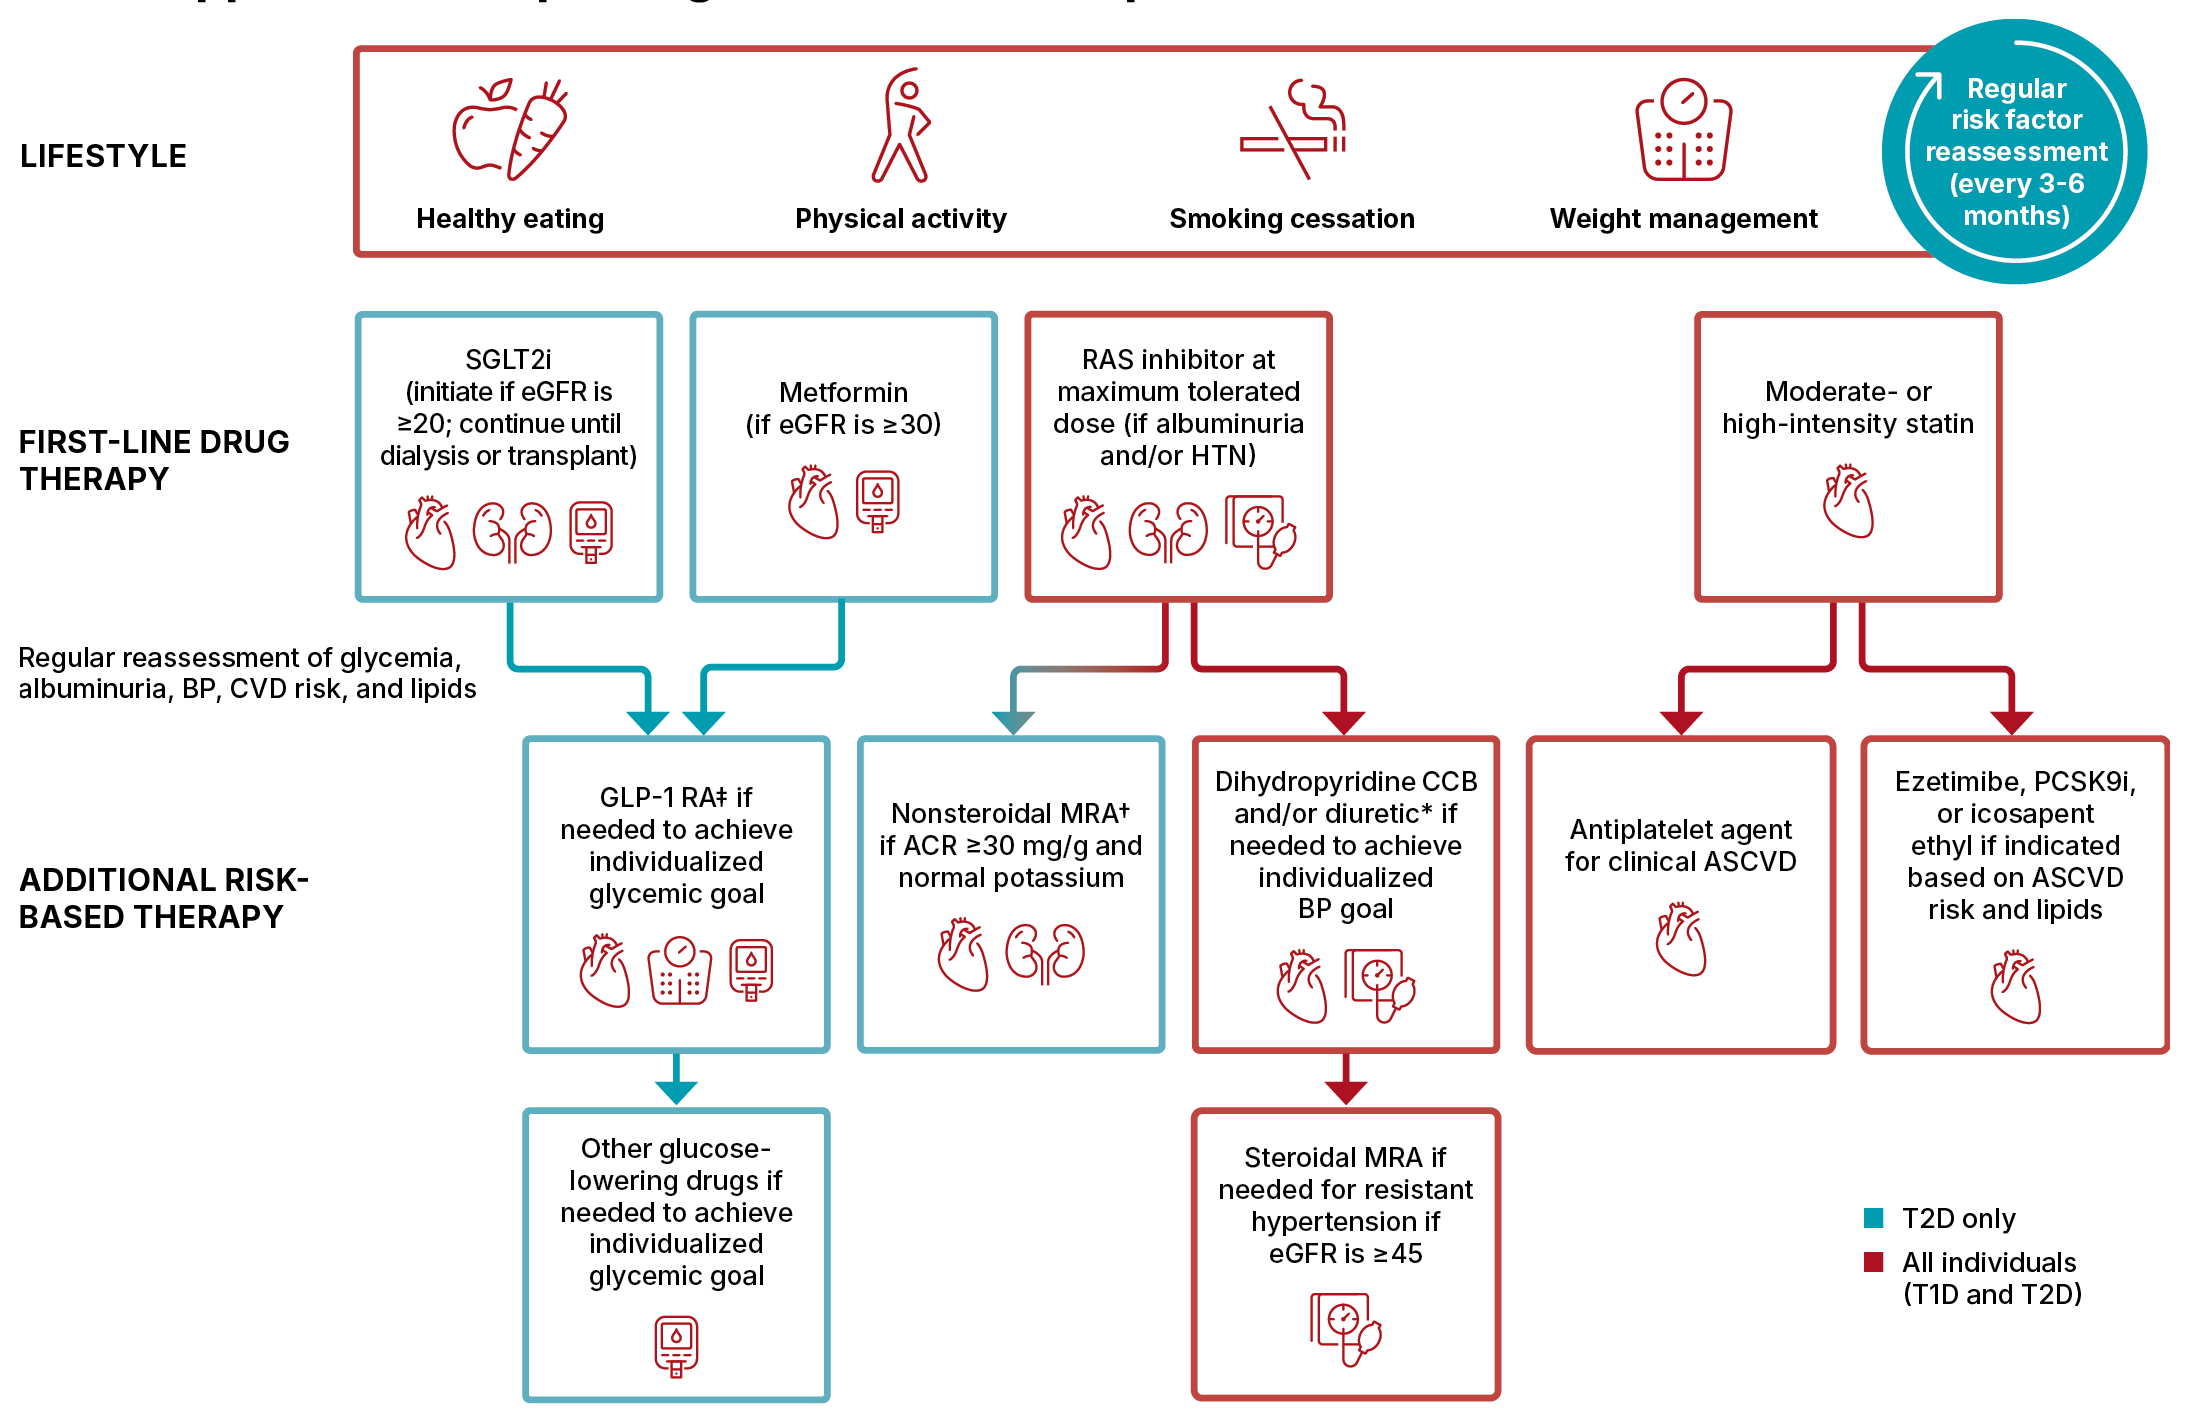 LIFESTYLE
Healthy eating
Physical activity
Smoking cessation
Weight management
Regular
risk factor
reassessment
(every 3-6
months)
FIRST-LINE DRUG
THERAPY
SGLT2i
(initiate if eGFR is
≥20; continue until
dialysis or transplant)
Metformin
(if eGFR is ≥30)
RAS inhibitor at
maximum tolerated
dose (if albuminuria
and/or HTN)
Moderate- or
high-intensity statin
Regular reassessment of glycemia,
albuminuria, BP, CVD risk, and lipids
ADDITIONAL RISK-
BASED THERAPY
GLP-1 RA‡ if
needed to achieve
individualized
glycemic goal
Nonsteroidal MRA†
if ACR ≥30 mg/g and
normal potassium
Dihydropyridine CCB
and/or diuretic* if
needed to achieve
individualized
BP goal
Antiplatelet agent
for clinical ASCVD
Ezetimibe, PCSK9i,
or icosapent
ethyl if indicated
based on ASCVD
risk and lipids
Other glucose-
lowering drugs if
needed to achieve
individualized
glycemic goal
Steroidal MRA if
needed for resistant
hypertension if
eGFR is ≥45
T2D only
All individuals
(T1D and T2D)